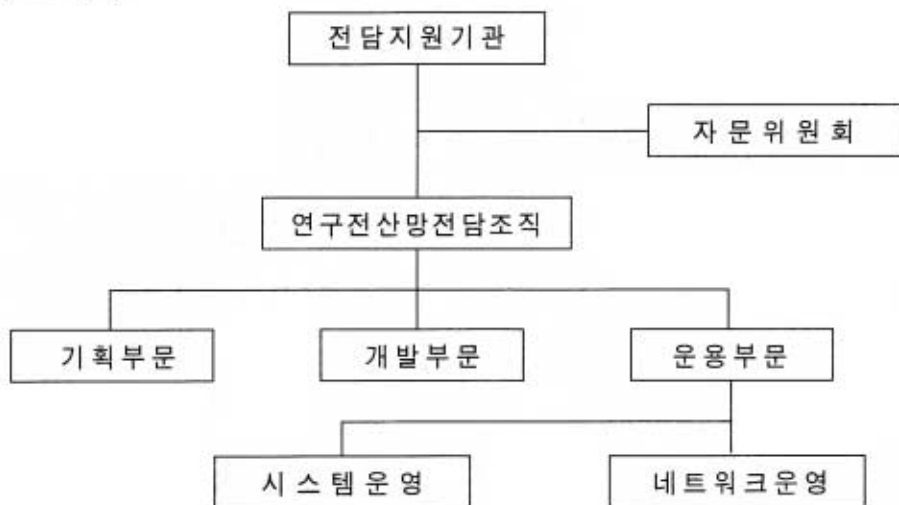 전담지원기관
자문위원회
연구전산망전담조직
기획부문
개발부문
운용부문
시스템운영
네트워크운영